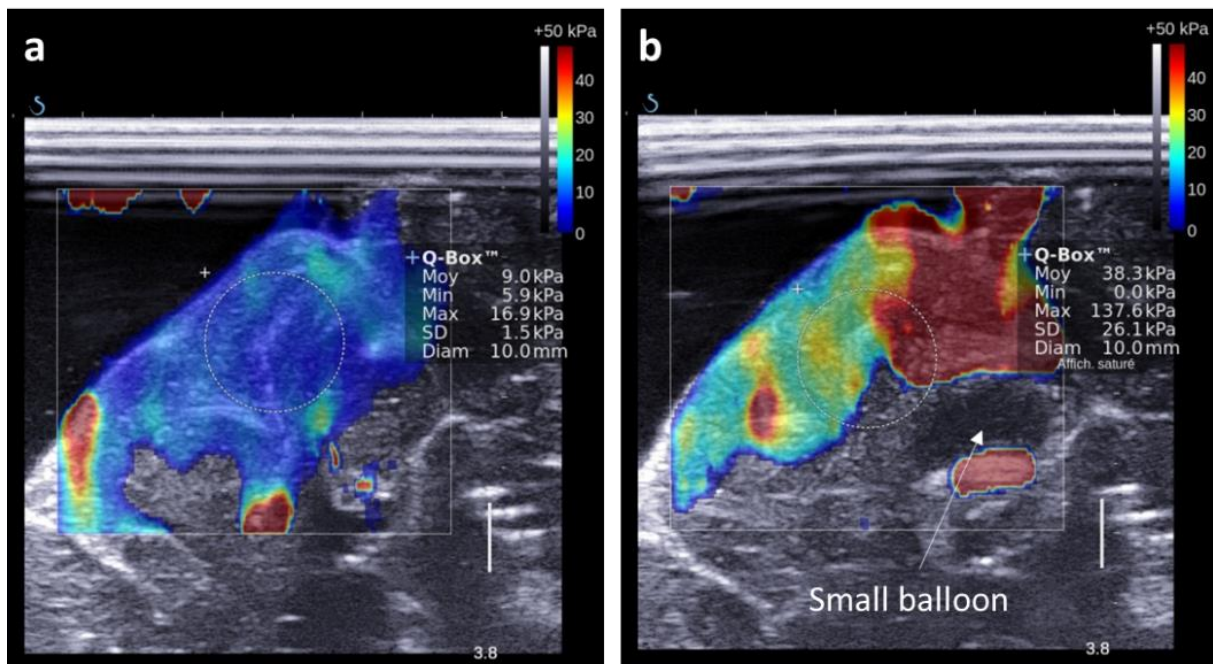 a
+50 kPa
40
30
20
10
0
Q-Box™
Moy 9.0 kPa
Min 5.9 kPa
Max 16.9 kPa
SD 1.5 kPa
Diam 10.0 mm
3.8
b
+50 kPa
40
30
20
10
0
Q-Box™
Moy 38.3 kPa
Min 0.0 kPa
Max 137.6 kPa
SD 26.1 kPa
Diam 10.0 mm
Affich. saturé
Small balloon
3.8